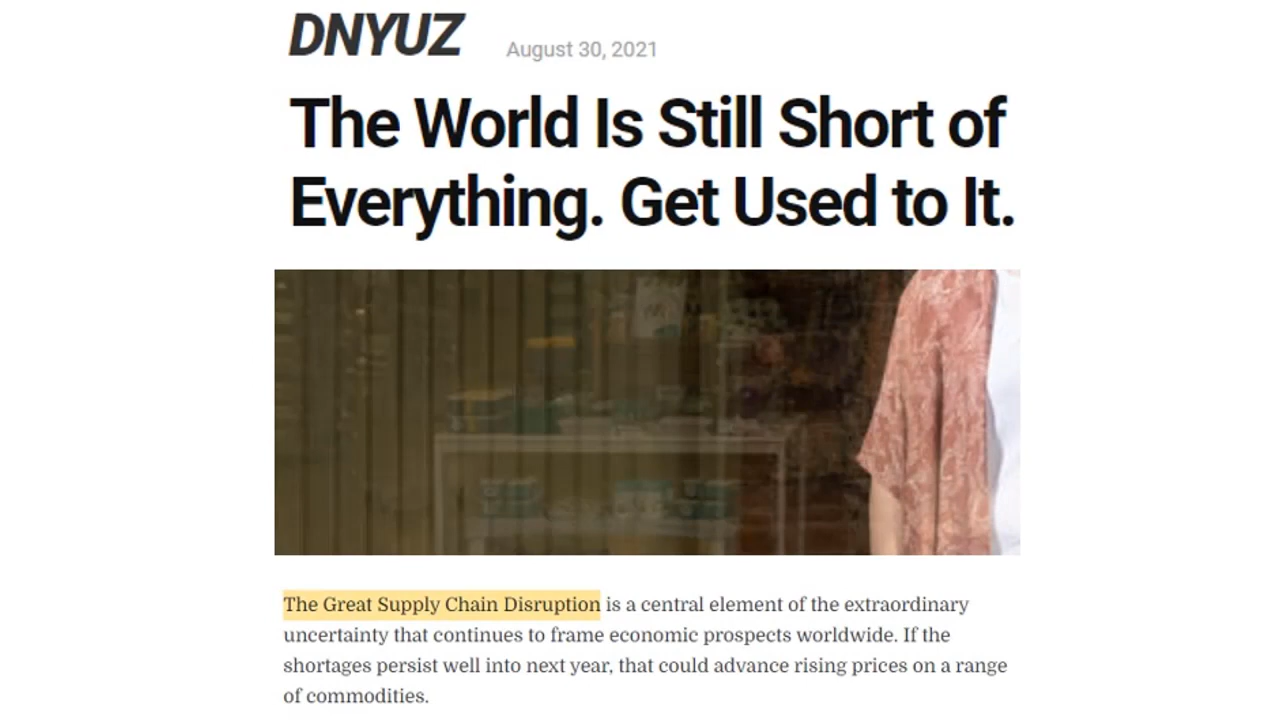 DNYUZ
August 30, 2021
The World Is Still Short of
Everything. Get Used to It.
The Great Supply Chain Disruption is a central element of the extraordinary
uncertainty that continues to frame economic prospects worldwide. If the
shortages persist well into next year, that could advance rising prices on a range
of commodities.